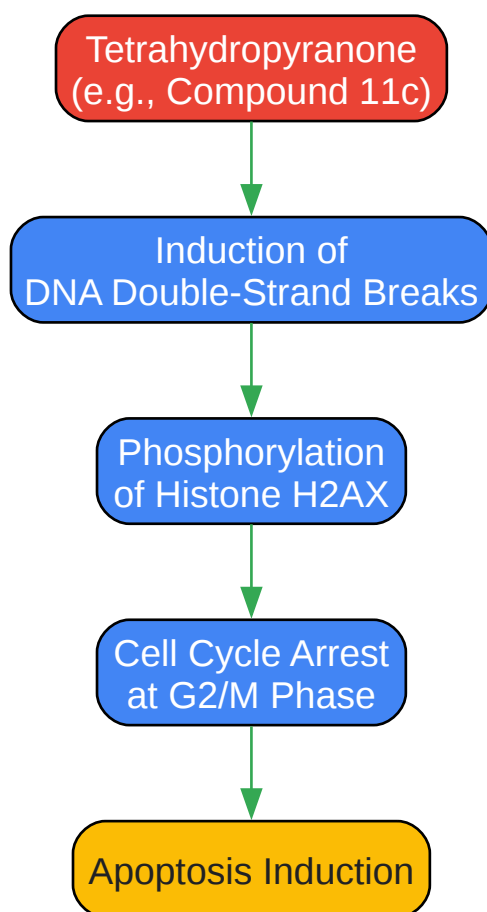 Tetrahydropyranone
(e.g., Compound 11c)
Induction of
DNA Double-Strand Breaks
Phosphorylation
of Histone H2AX
Cell Cycle Arrest
at G2/M Phase
Apoptosis Induction